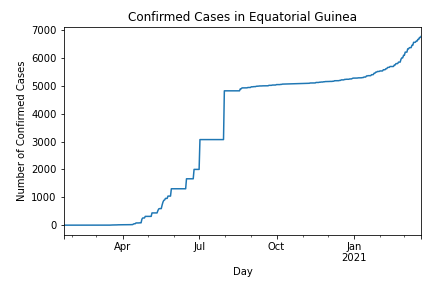 Confirmed Cases in Equatorial Guinea
7000
6000
5000
4000
3000
2000
1000
0
Number of Confirmed Cases
Apr Jul Oct Jan
2021
Day